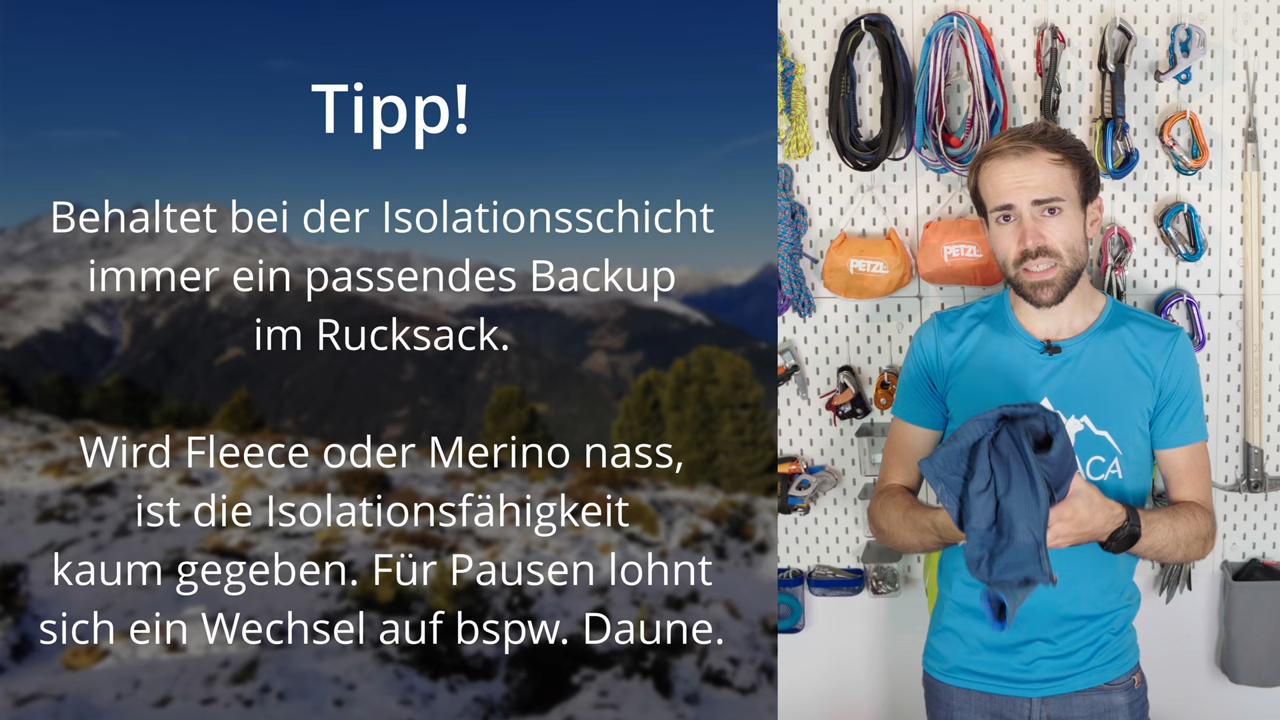 Tipp!
Behaltet bei der Isolationsschicht
immer ein passendes Backup
im Rucksack.
Wird Fleece oder Merino nass,
ist die Isolationsfähigkeit
kaum gegeben. Für Pausen lohnt
sich ein Wechsel auf bspw. Daune.
PETZL
PETZL
ACA